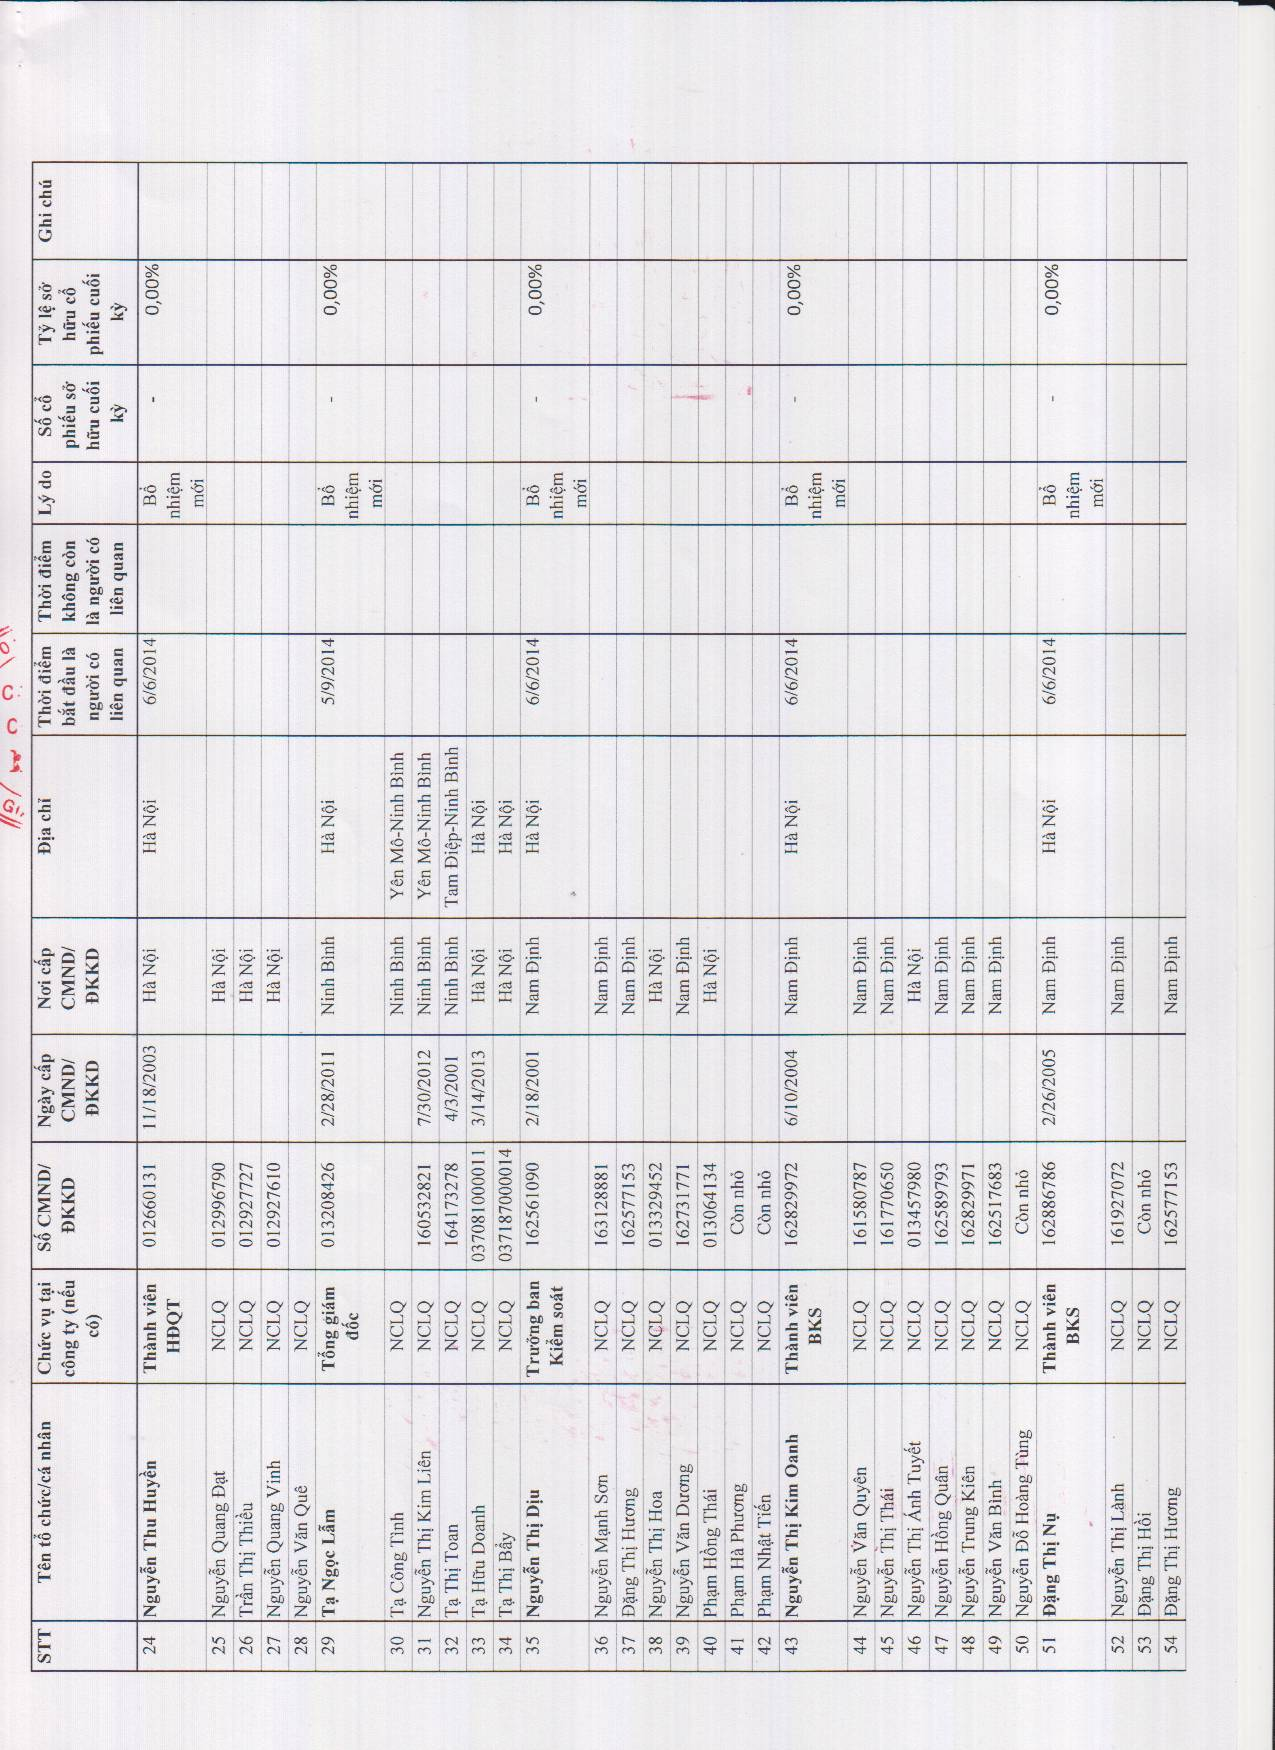 STT Tên tổ chức/cá nhân Chức vụ tại công ty (nếu có) Số CMND/ĐKKD Ngày cấp CMND/ĐKKD Nơi cấp CMND/ĐKKD Địa chỉ Thời điểm bắt đầu là người có liên quan Thời điểm không còn là người có liên quan Lý do Số cổ phiếu sở hữu cuối kỳ Tỷ lệ sở hữu cổ phiếu cuối kỳ Ghi chú
24 Nguyễn Thu Huyền Thành viên HĐQT 012660131 11/18/2003 Hà Nội Hà Nội 6/6/2014 Bổ nhiệm mới - 0,00%
25 Nguyễn Quang Đạt NCLQ 012996790 Hà Nội
26 Trần Thị Thiêu NCLQ 012927727 Hà Nội
27 Nguyễn Quang Vinh NCLQ 012927610 Hà Nội
28 Nguyễn Văn Quê NCLQ
29 Tạ Ngọc Lẫm Tổng giám đốc 013208426 2/28/2011 Ninh Bình Hà Nội 5/9/2014 Bổ nhiệm mới - 0,00%
30 Tạ Công Tình NCLQ Ninh Bình Yên Mô-Ninh Bình
31 Nguyễn Thị Kim Liên NCLQ 160532821 7/30/2012 Ninh Bình Yên Mô-Ninh Bình
32 Tạ Thị Toan NCLQ 164173278 4/3/2001 Ninh Bình Tam Điệp-Ninh Bình
33 Tạ Hữu Doanh NCLQ 037081000011 3/14/2013 Hà Nội Hà Nội
34 Tạ Thị Bẩy NCLQ 037187000014 Hà Nội Hà Nội
35 Nguyễn Thị Dịu Trưởng ban Kiểm soát 162561090 2/18/2001 Nam Định Hà Nội 6/6/2014 Bổ nhiệm mới - 0,00%
36 Nguyễn Mạnh Sơn NCLQ 163128881 Nam Định
37 Đặng Thị Hương NCLQ 162577153 Nam Định
38 Nguyễn Thị Hoa NCLQ 013329452 Hà Nội
39 Nguyễn Văn Dương NCLQ 162731771 Nam Định
40 Phạm Hồng Thái NCLQ 013064134 Hà Nội
41 Phạm Hà Phương NCLQ Còn nhỏ
42 Phạm Nhật Tiến NCLQ Còn nhỏ
43 Nguyễn Thị Kim Oanh Thành viên BKS 162829972 6/10/2004 Nam Định Hà Nội 6/6/2014 Bổ nhiệm mới - 0,00%
44 Nguyễn Văn Quyên NCLQ 161580787 Nam Định
45 Nguyễn Thị Thái NCLQ 161770650 Nam Định
46 Nguyễn Thị Ánh Tuyết NCLQ 013457980 Hà Nội
47 Nguyễn Hồng Quân NCLQ 162589793 Nam Định
48 Nguyễn Trung Kiên NCLQ 162829971 Nam Định
49 Nguyễn Văn Bình NCLQ 162517683 Nam Định
50 Nguyễn Đỗ Hoàng Tùng NCLQ Còn nhỏ
51 Đặng Thị Nụ Thành viên BKS 162886786 2/26/2005 Nam Định Hà Nội 6/6/2014 Bổ nhiệm mới - 0,00%
52 Nguyễn Thị Lạnh NCLQ 161927072 Nam Định
53 Đặng Thị Hồi NCLQ Còn nhỏ
54 Đặng Thị Hương NCLQ 162577153 Nam Định